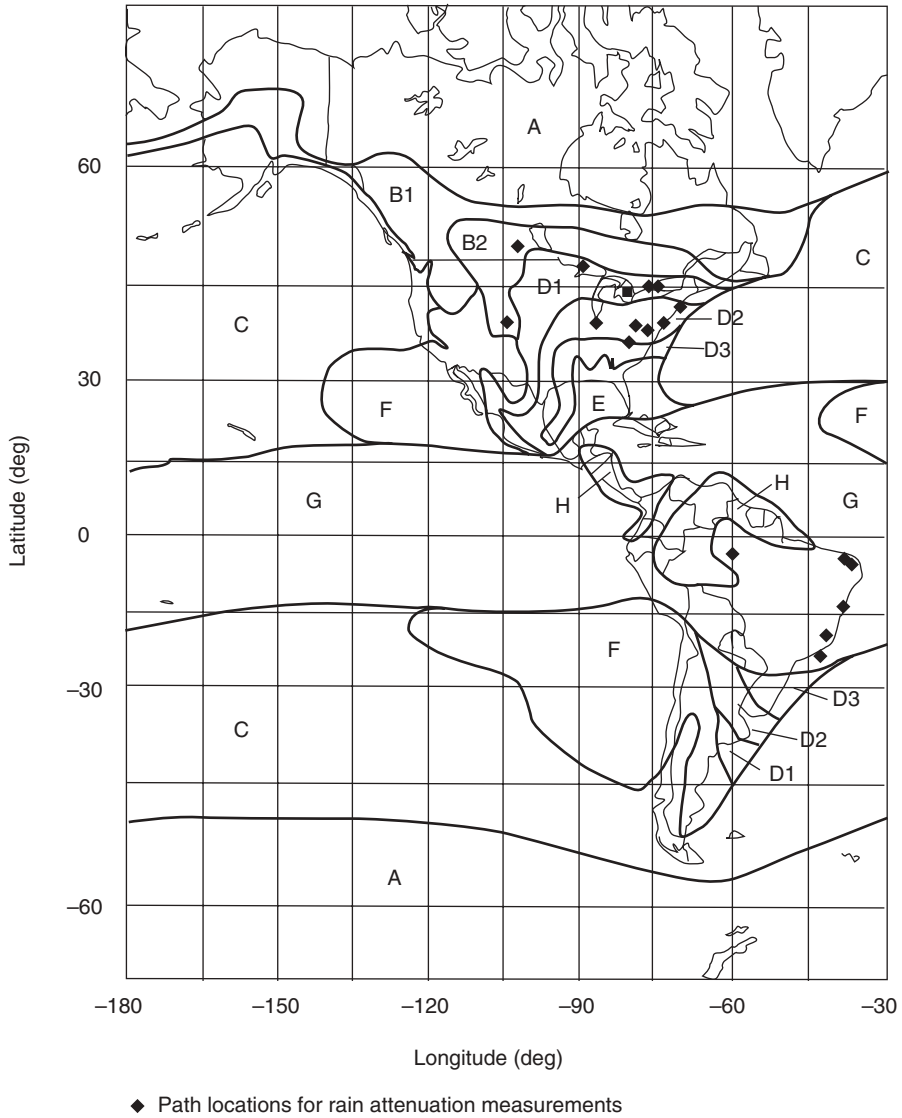 A
60
B1
B2
C
D1
C
D2
D3
30
F
E
F
Latitude (deg)
G
H
H
G
0
F
–30
C
D3
D2
D1
A
–60
–180 –150 –120 –90 –60 –30
Longitude (deg)
◆ Path locations for rain attenuation measurements